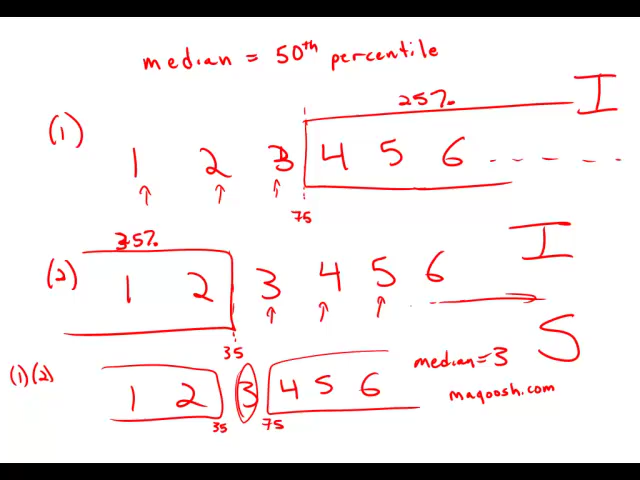 median = 50th percentile
25% I
(1) 1 2 3 4 5 6
75
35% I
(2) 1 2 3 4 5 6
35 S
(1)(2) 1 2 3 4 5 6 median = 3
35 75 magoosh.com